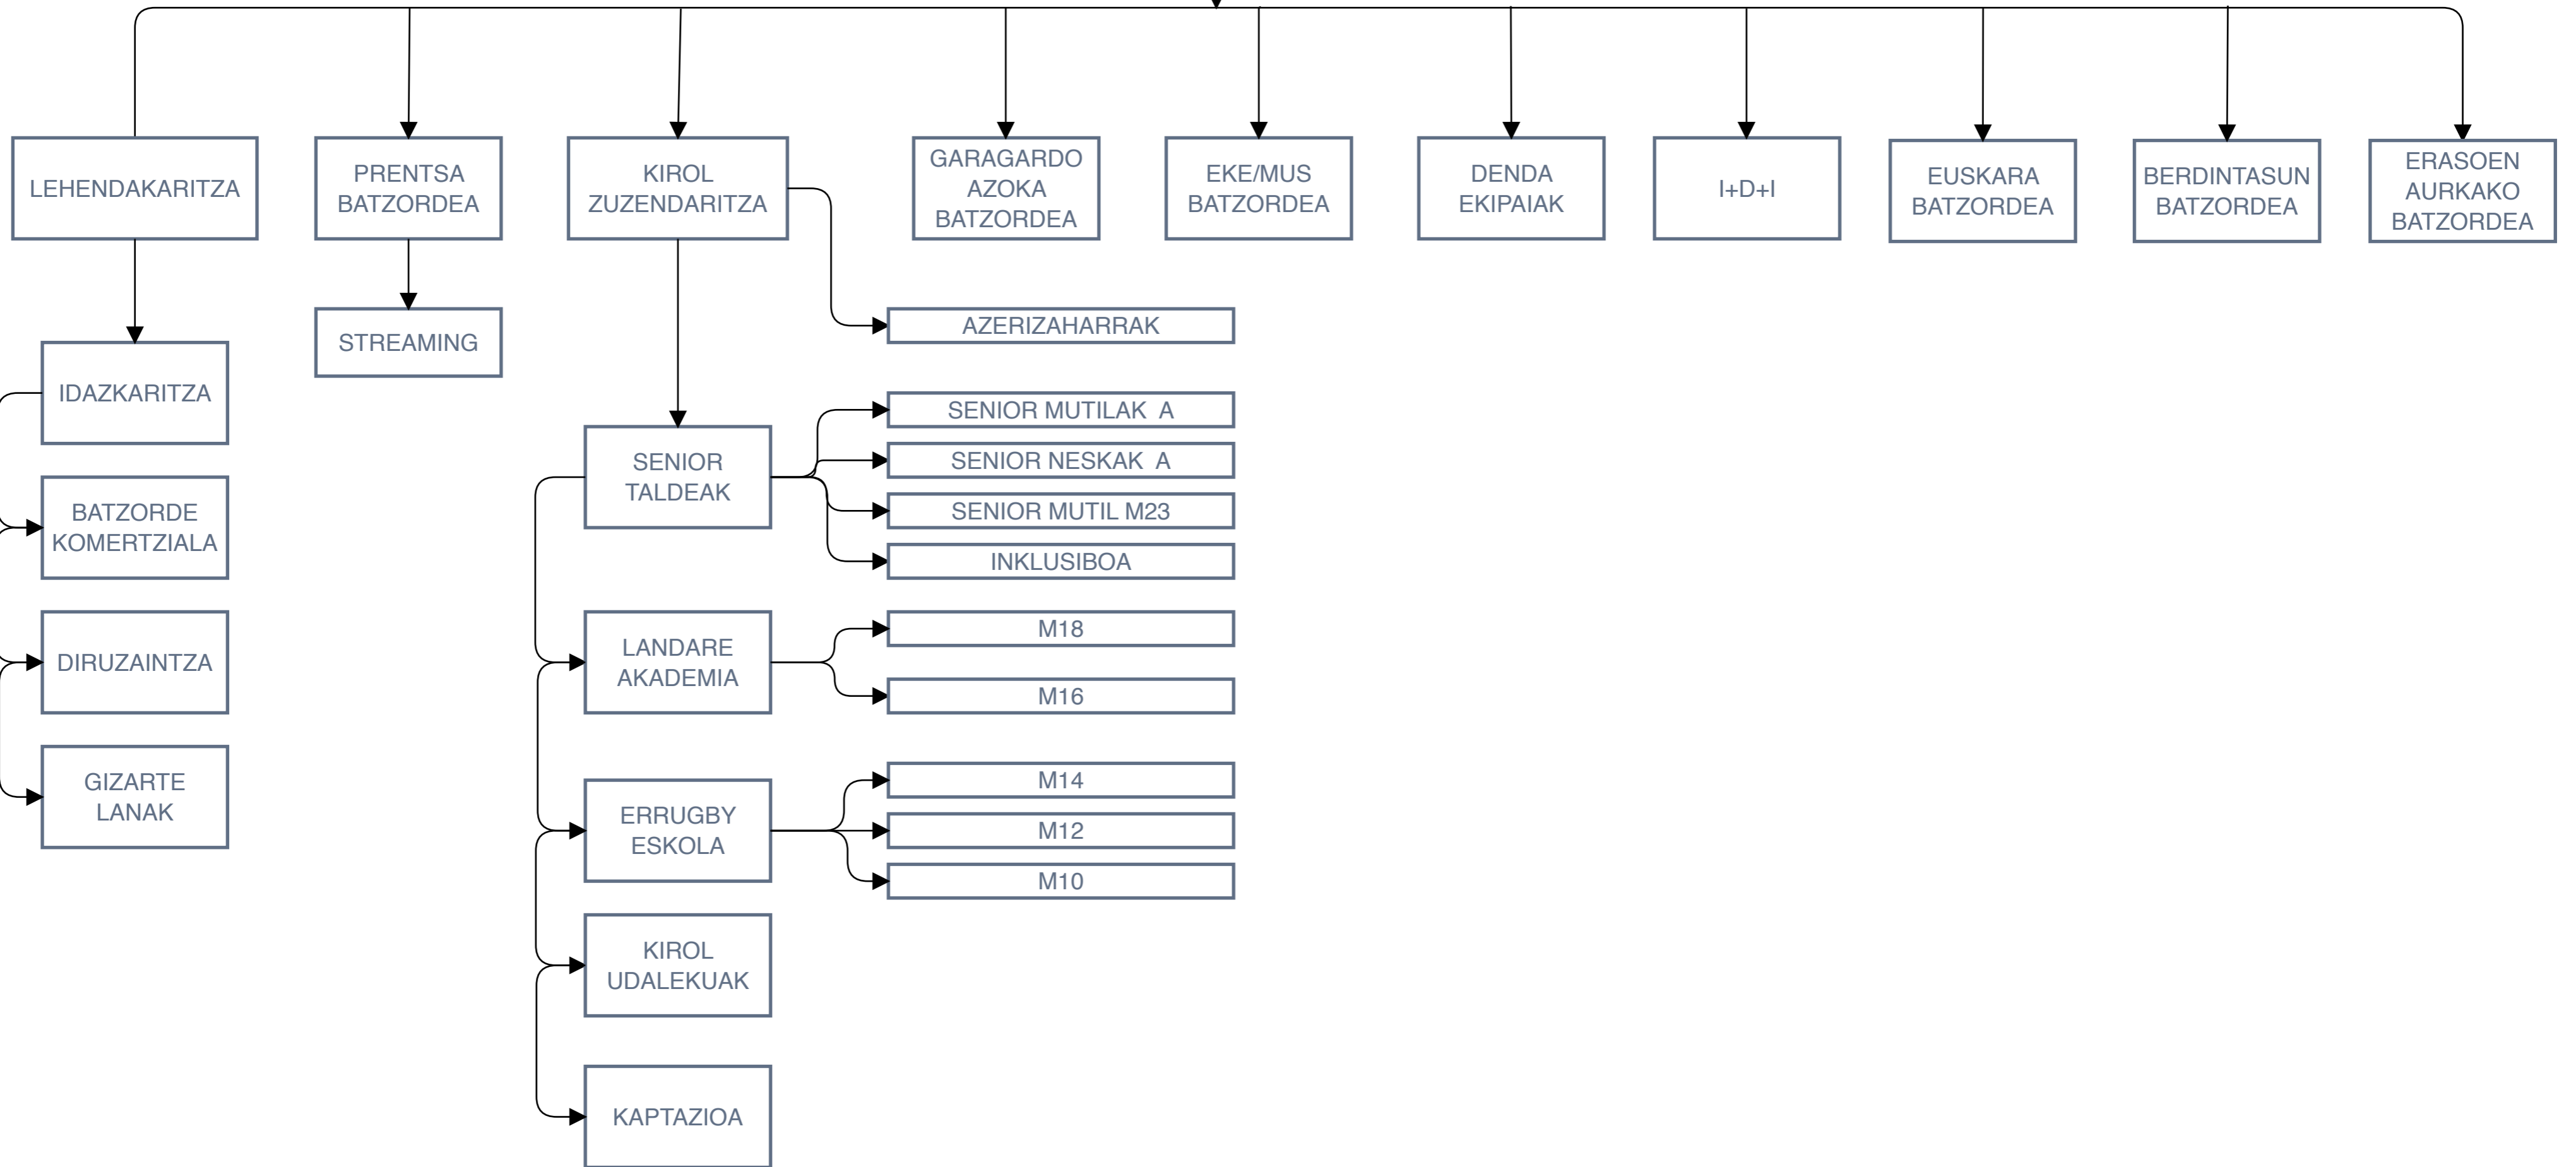 LEHENDAKARITZA
PRENTSA
BATZORDEA
KIROL
ZUZENDARITZA
GARAGARDO
AZOKA
BATZORDEA
EKE/MUS
BATZORDEA
DENDA
EKIPAIAK
I+D+I
EUSKARA
BATZORDEA
BERDINTASUN
BATZORDEA
ERASOEN
AURKAKO
BATZORDEA
IDAZKARITZA
BATZORDE
KOMERTZIALA
DIRUZAINTZA
GIZARTE
LANAK
STREAMING
AZERIZAHARRAK
SENIOR
TALDEAK
SENIOR MUTILAK A
SENIOR NESKAK A
SENIOR MUTIL M23
INKLUSIBOA
LANDARE
AKADEMIA
M18
M16
ERRUGBY
ESKOLA
M14
M12
M10
KIROL
UDALEKUAK
KAPTAZIOA